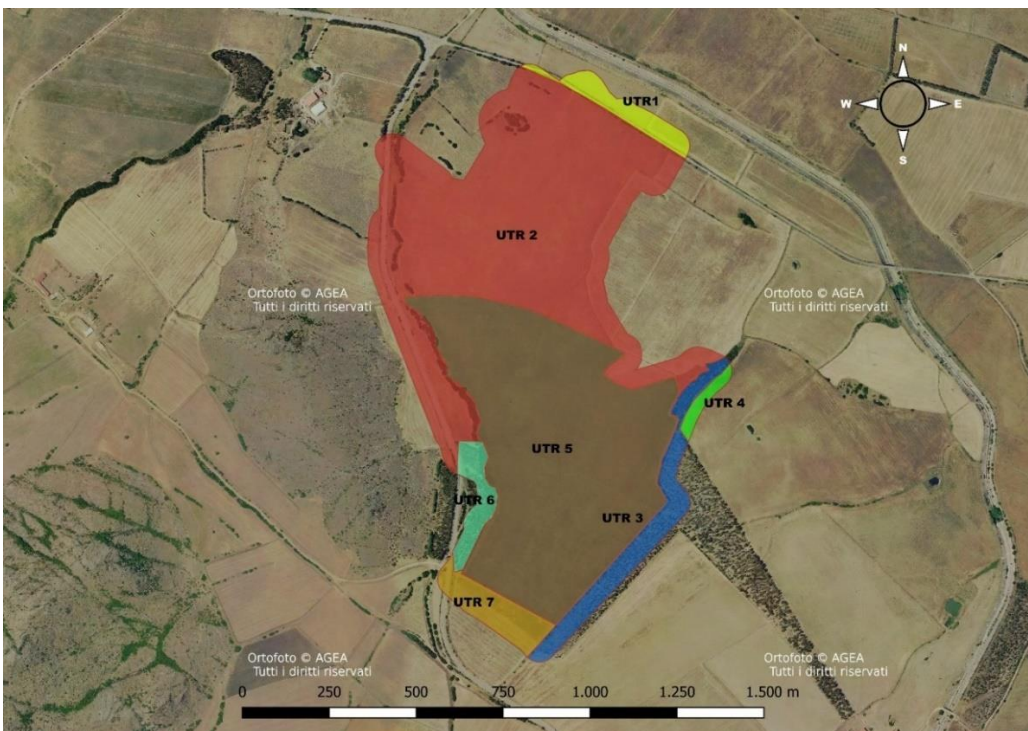 N
W E
S
UTR1
UTR 2
Ortofoto © AGEA
Tutti i diritti riservati
Ortofoto © AGEA
Tutti i diritti riservati
UTR 4
UTR 5
UTR 6
UTR 3
UTR 7
Ortofoto © AGEA
Tutti i diritti riservati
Ortofoto © AGEA
Tutti i diritti riservati
0 250 500 750 1.000 1.250 1.500 m